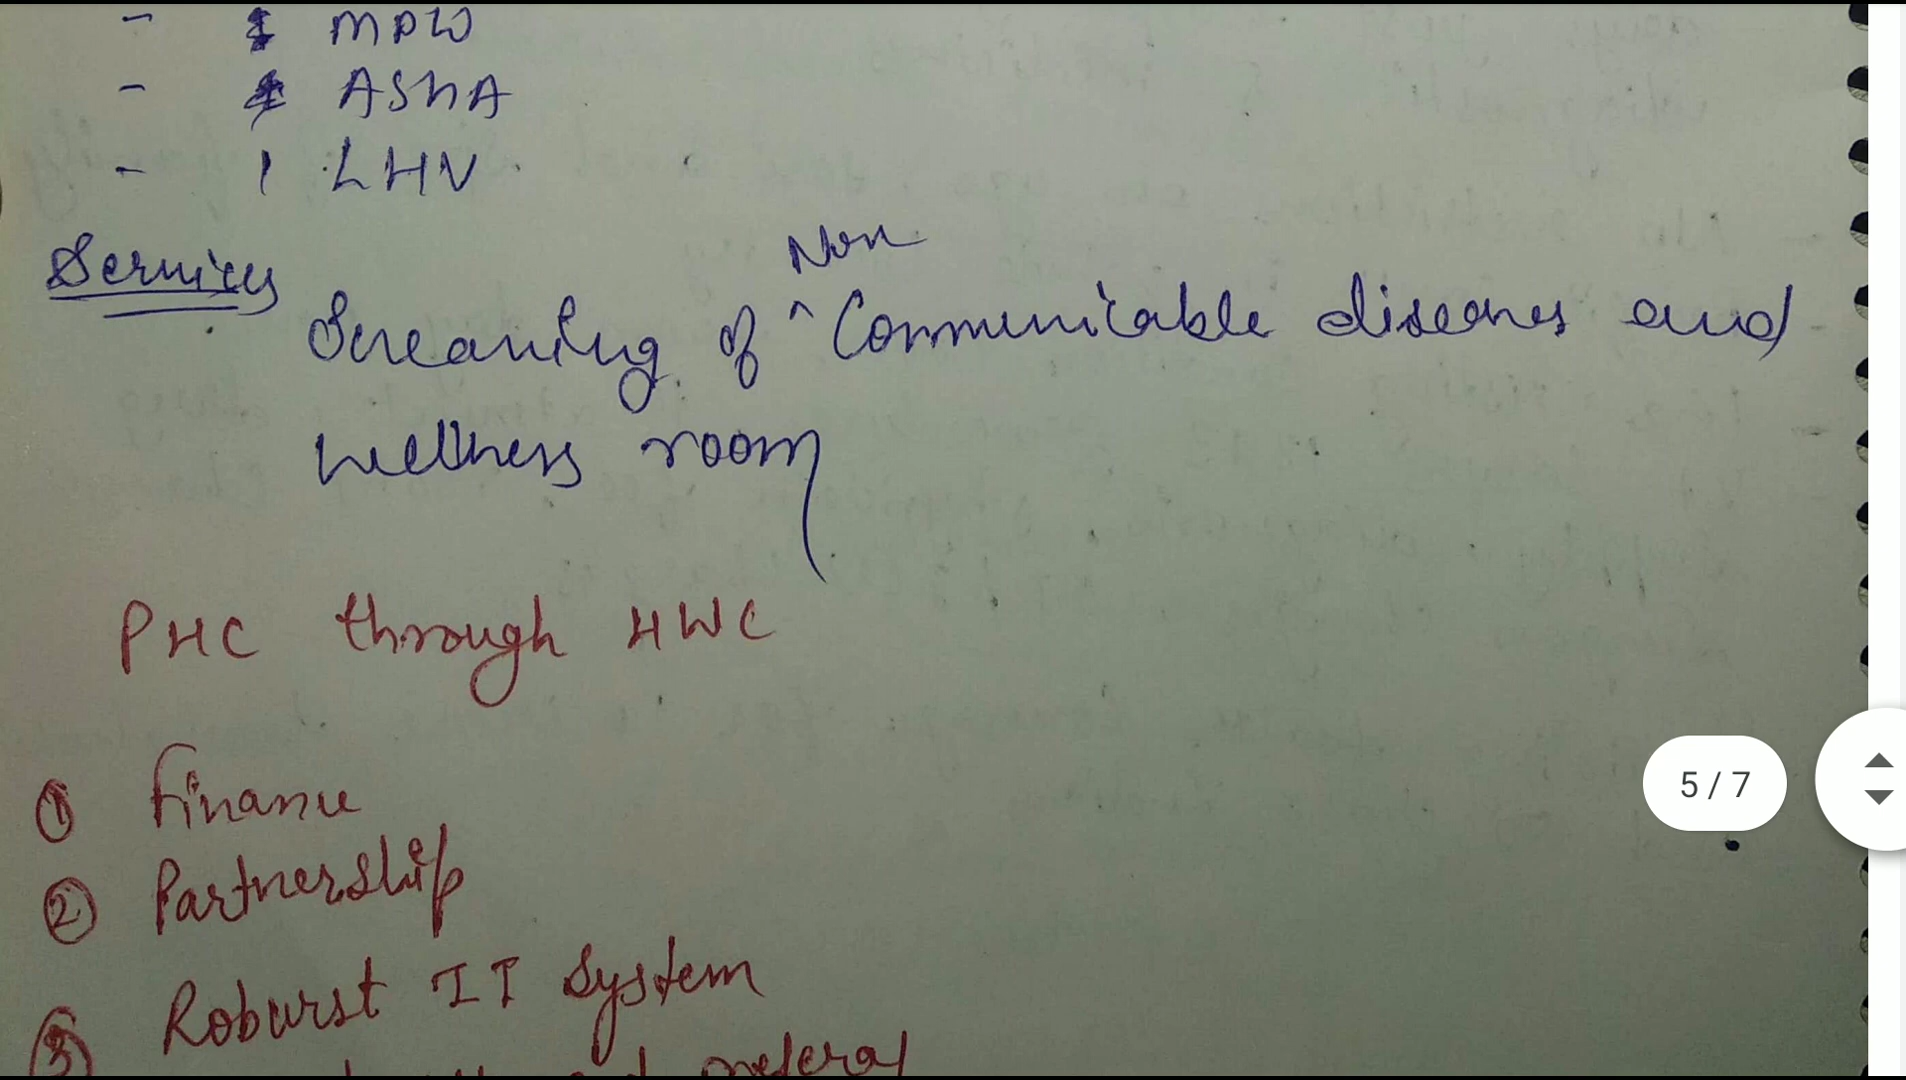 - MPW
- ASHA
- 1 LHV
Services
Non
Screaning of ^ Communicable diseases and
wellness room
PHC through HWC
① Finance
② Partnership
③ Roburst IT System
referal
5 / 7